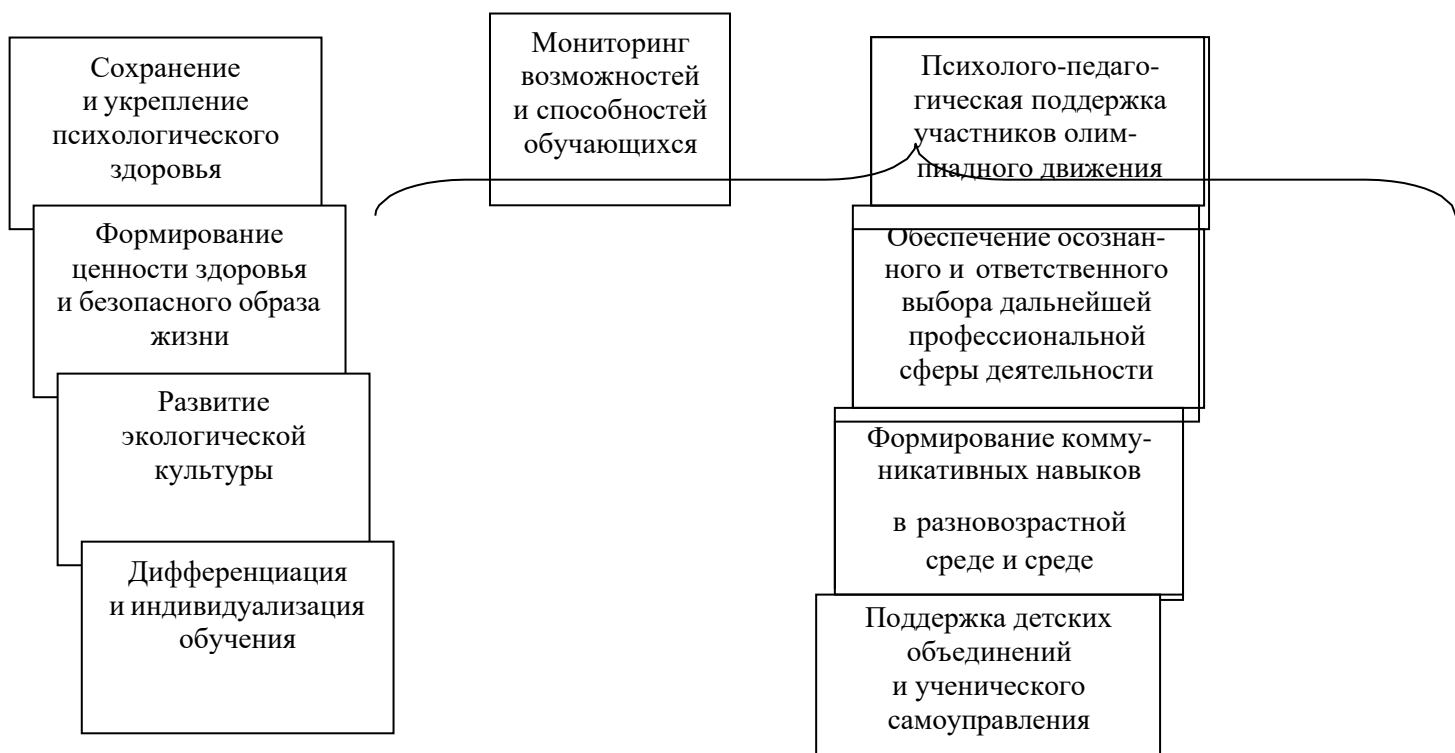 Сохранение
и укрепление
психологического
здоровья
Формирование
ценности здоровья
и безопасного образа
жизни
Развитие
экологической
культуры
Дифференциация
и индивидуализация
обучения
Мониторинг
возможностей
и способностей
обучающихся
Психолого-педаго-
гическая поддержка
участников олим-
пиадного движения
Обеспечение осознан-
ного и ответственного
выбора дальнейшей
профессиональной
сферы деятельности
Формирование комму-
никативных навыков
в разновозрастной
среде и среде
Поддержка детских
объединений
и ученического
самоуправления